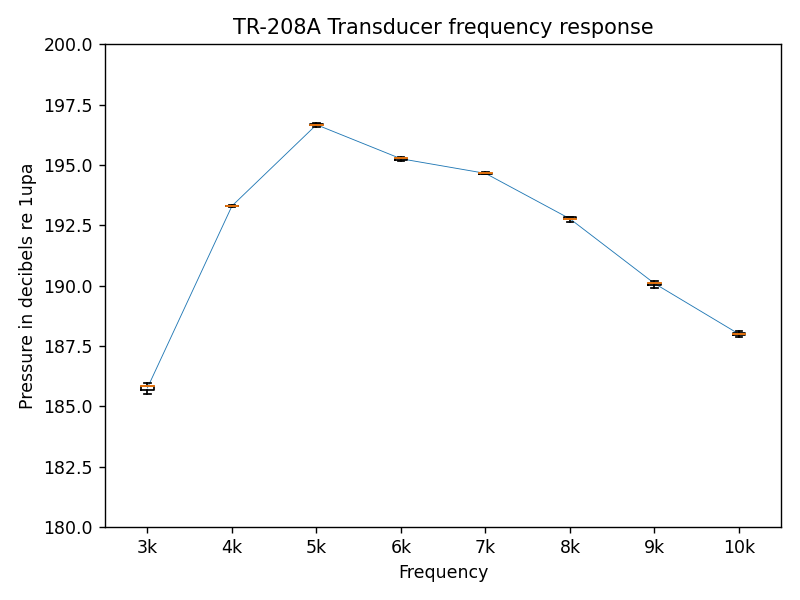 TR-208A Transducer frequency response
200.0
197.5
195.0
192.5
190.0
187.5
185.0
182.5
180.0
Pressure in decibels re 1upa
3k 4k 5k 6k 7k 8k 9k 10k
Frequency